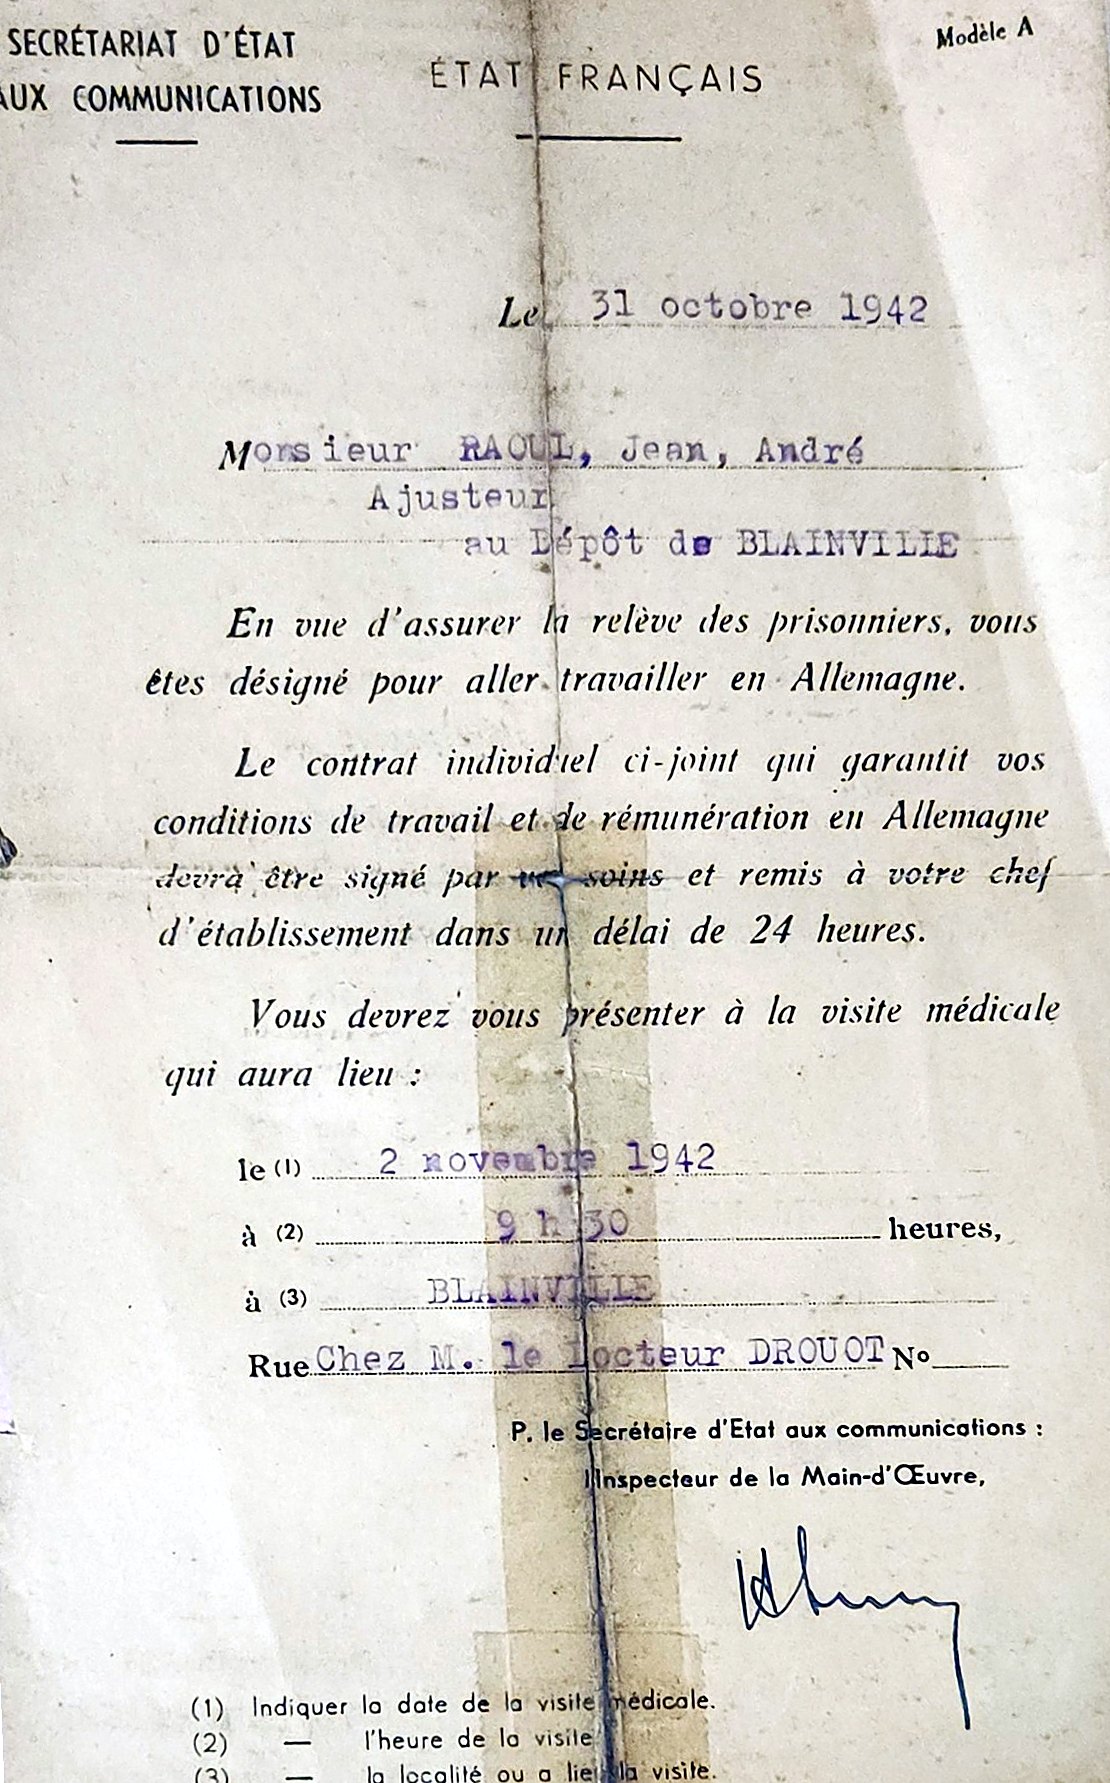 SECRÉTARIAT D'ÉTAT
AUX COMMUNICATIONS
ÉTAT FRANÇAIS
Modèle A
Le 31 octobre 1942
Monsieur RAOUL, Jean, André
Ajusteur
au Dépôt de BLAINVILLE
En vue d'assurer la relève des prisonniers, vous
êtes désigné pour aller travailler en Allemagne.
Le contrat individuel ci-joint qui garantit vos
conditions de travail et de rémunération en Allemagne
devra être signé par vos soins et remis à votre chef
d'établissement dans un délai de 24 heures.
Vous devrez vous présenter à la visite médicale
qui aura lieu :
le (1) 2 novembre 1942
à (2) 9 h 30 heures,
à (3) BLAINVILLE
Rue Chez M. le Docteur DROUOT No
P. le Secrétaire d'Etat aux communications :
l'Inspecteur de la Main-d'Œuvre,
(1) Indiquer la date de la visite médicale.
(2) — l'heure de la visite
(3) — la localité ou a lieu la visite.